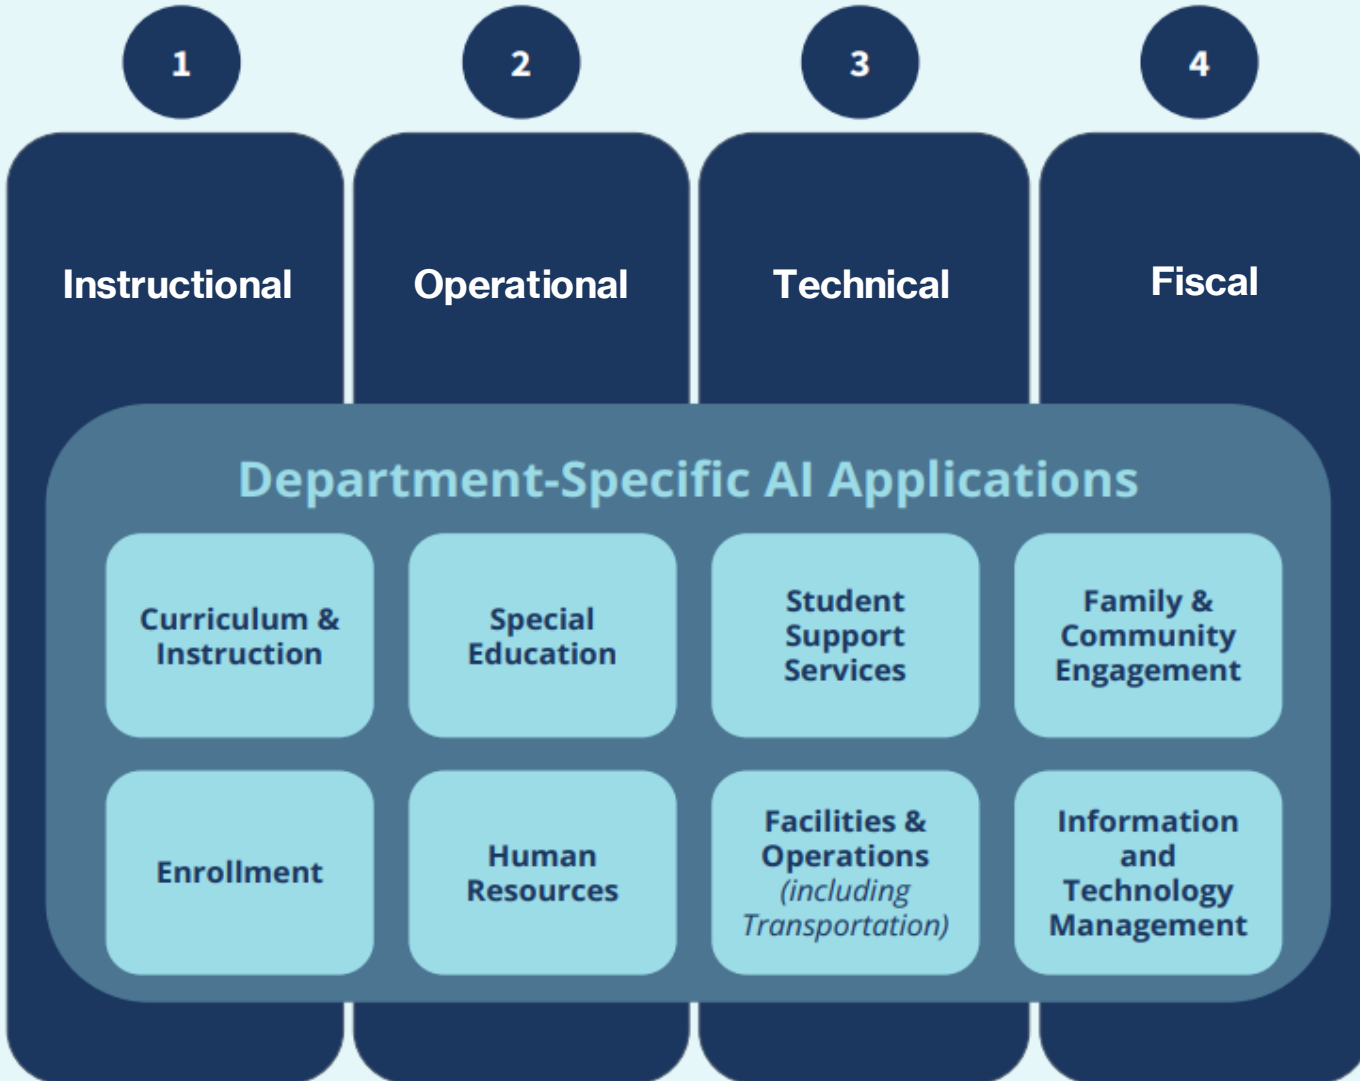 1
2
3
4
Instructional
Operational
Technical
Fiscal
Department-Specific AI Applications
Curriculum &
Instruction
Special
Education
Student
Support
Services
Family &
Community
Engagement
Enrollment
Human
Resources
Facilities &
Operations
(including
Transportation)
Information
and
Technology
Management